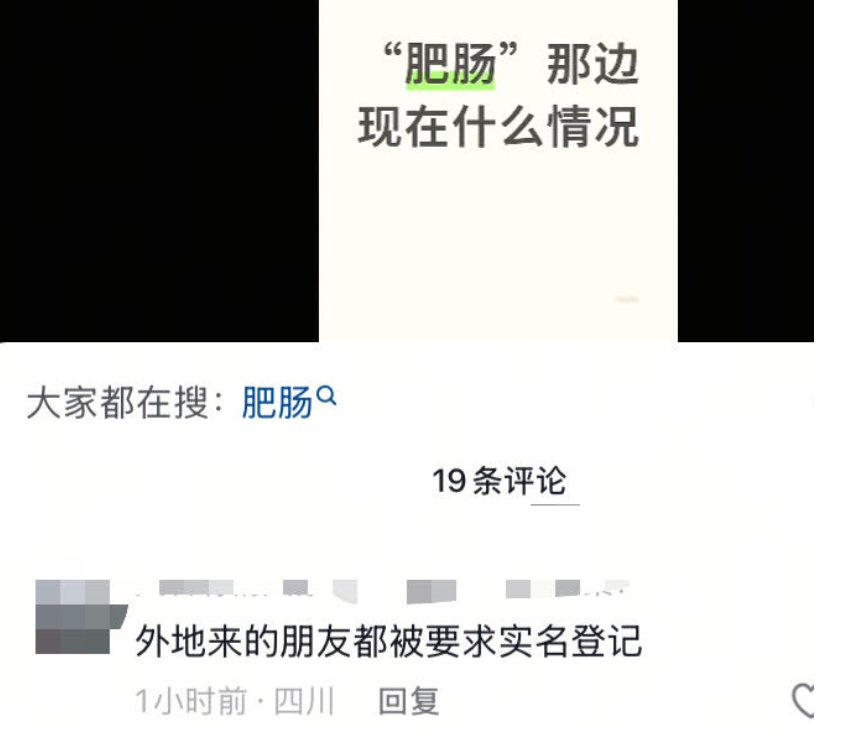 “肥肠”那边
现在什么情况
大家都在搜：肥肠
19条评论
外地来的朋友都被要求实名登记
1小时前·四川 回复